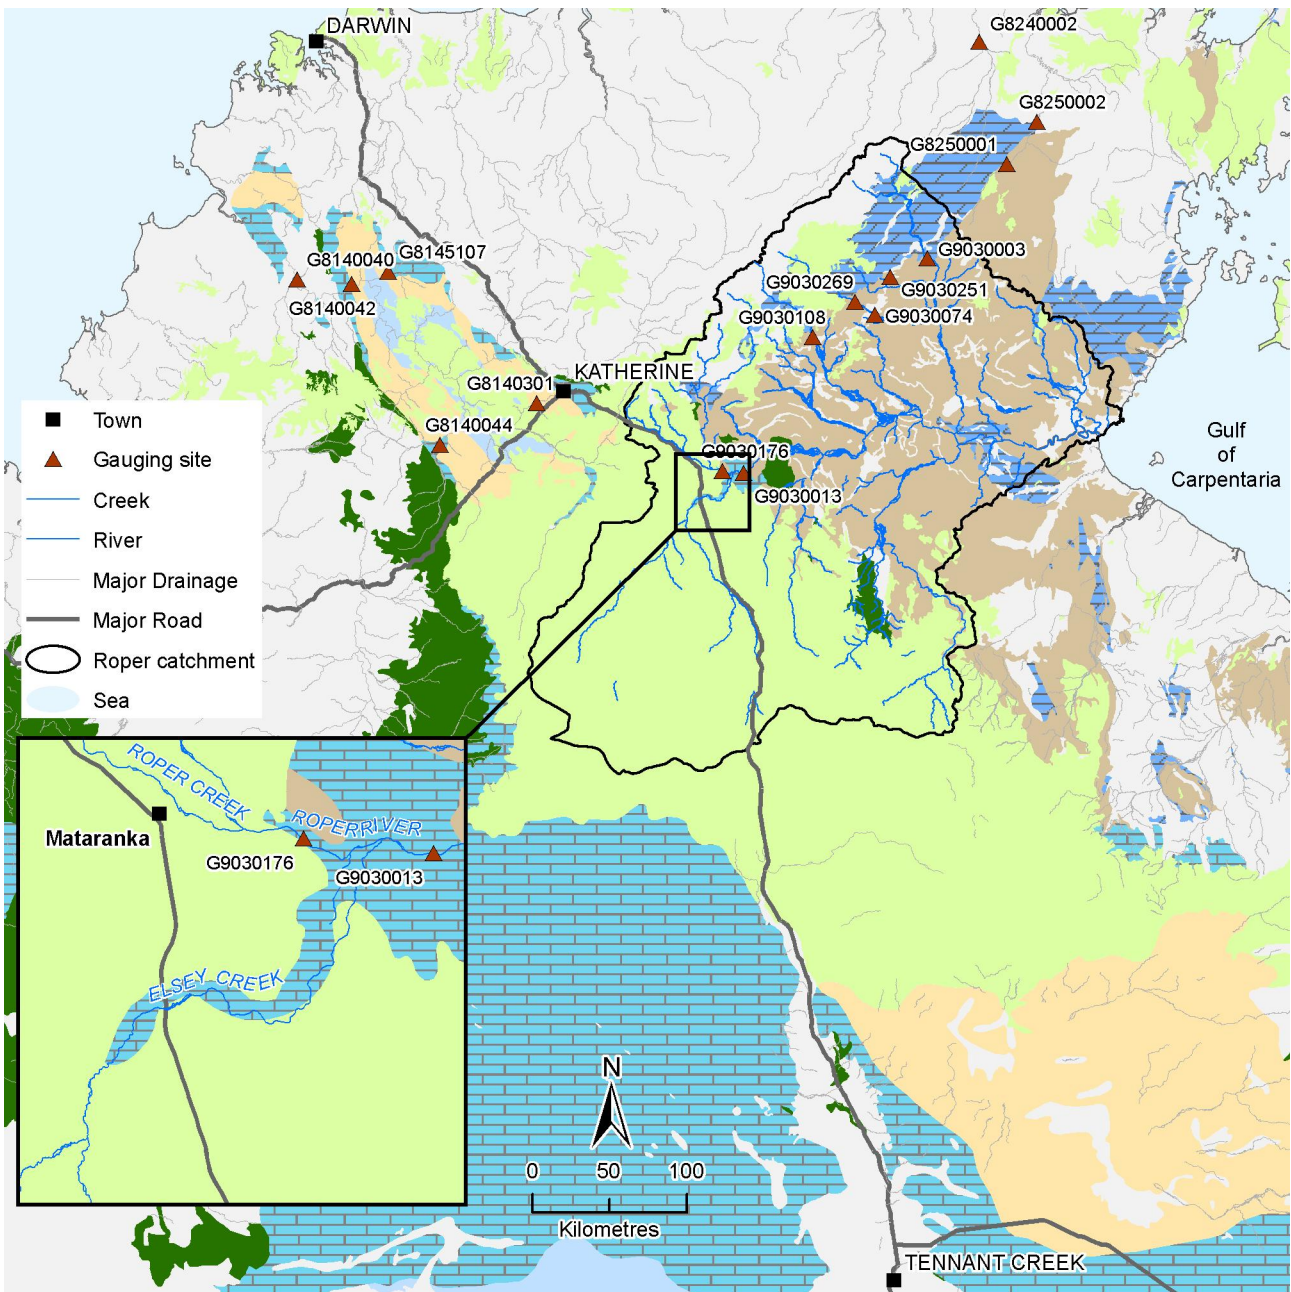 DARWIN
G8240002
G8250002
G8250001
G8145107
G8140040
G8140042
G9030003
G9030269
G9030251
G9030108
G9030074
KATHERINE
G8140301
G8140044
G9030176
G9030013
Gulf
of
Carpentaria
Town
Gauging site
Creek
River
Major Drainage
Major Road
Roper catchment
Sea
ROPER CREEK
ROPER RIVER
Mataranka
G9030176
G9030013
ELSEY CREEK
N
0 50 100
Kilometres
TENNANT CREEK